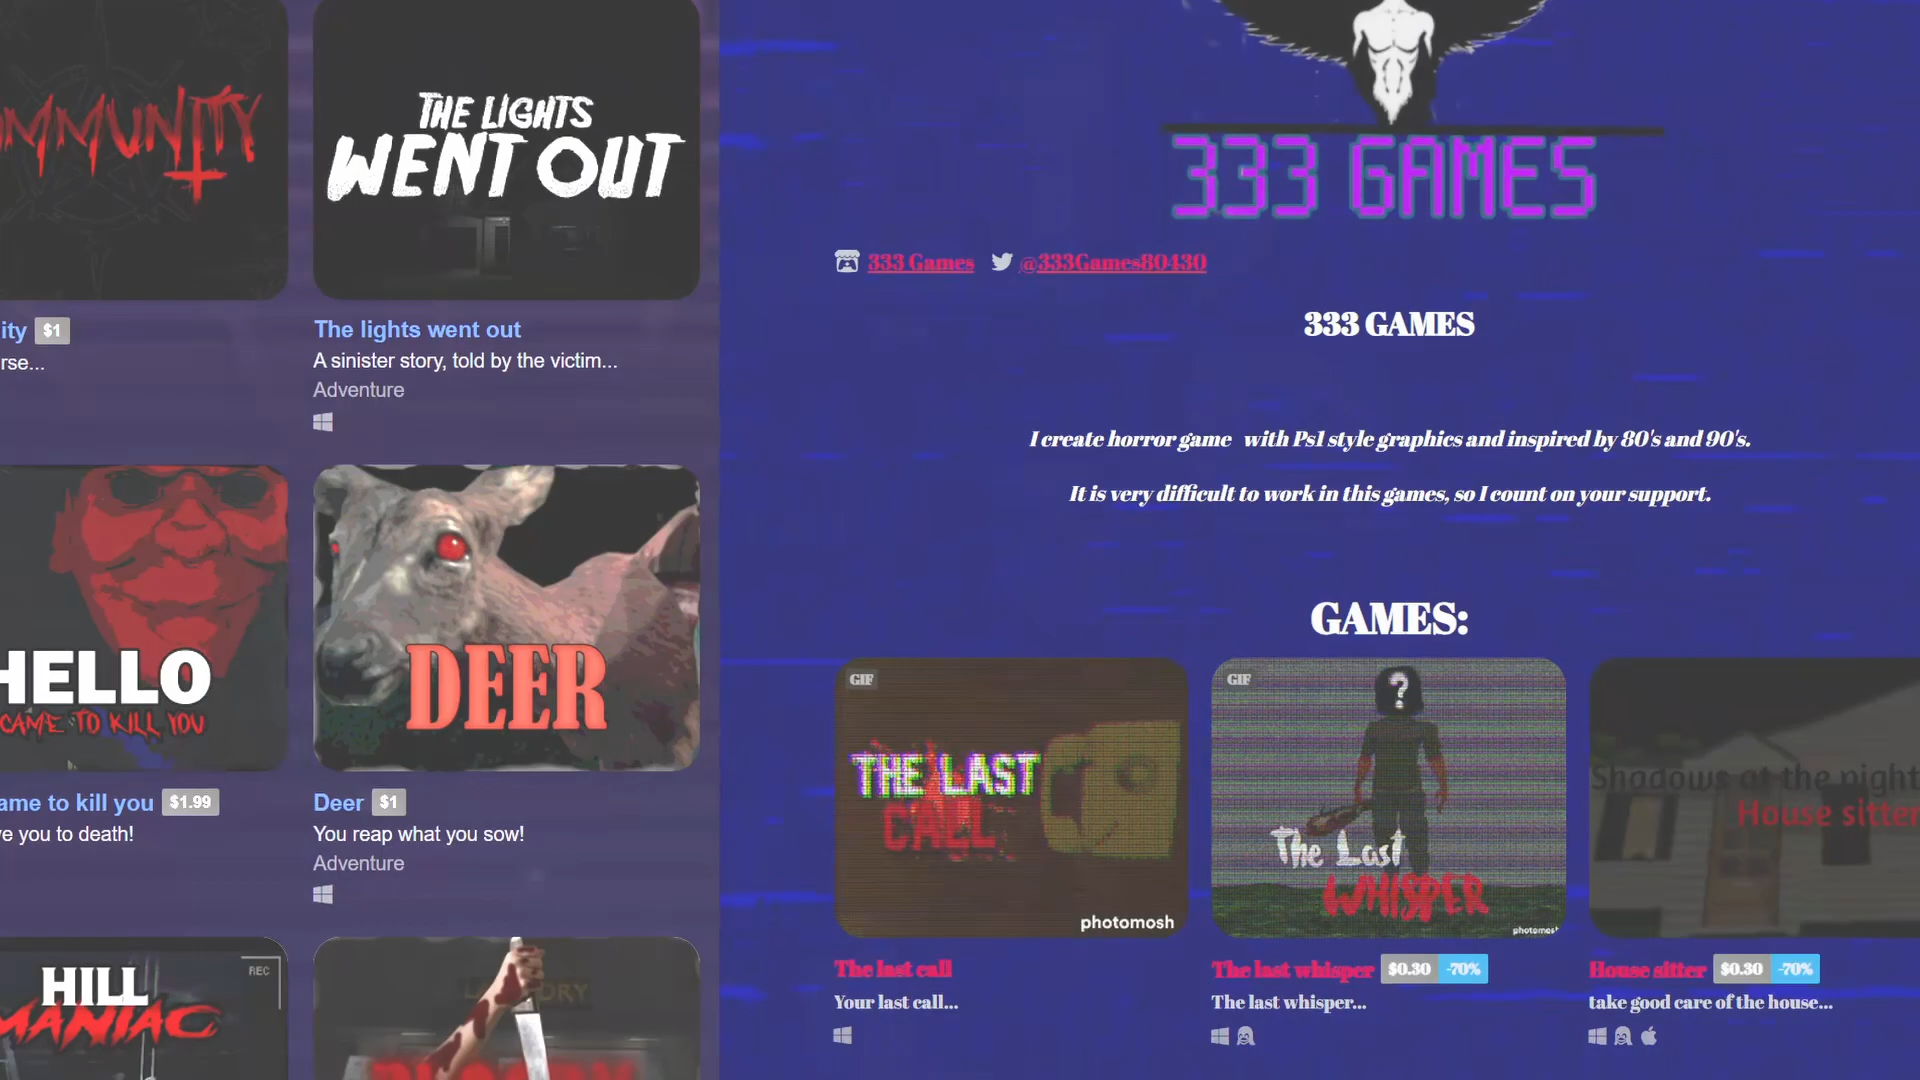 MMUNITY
THE LIGHTS
WENT OUT
ity $1
rse...
The lights went out
A sinister story, told by the victim...
Adventure
HELLO
CAME TO KILL YOU
DEER
ame to kill you $1.99
e you to death!
Deer $1
You reap what you sow!
Adventure
HILL
MANIAC
REC
333 GAMES
333 Games @333Games80430
333 GAMES
I create horror game with Ps1 style graphics and inspired by 80's and 90's.
It is very difficult to work in this games, so I count on your support.
GAMES:
GIF
THE LAST
CALL
photomosh
GIF
?
The Last
WHISPER
photomosh
Shadows at the night
House sitter
The last call
Your last call...
The last whisper $0.30 -70%
The last whisper...
House sitter $0.30 -70%
take good care of the house...